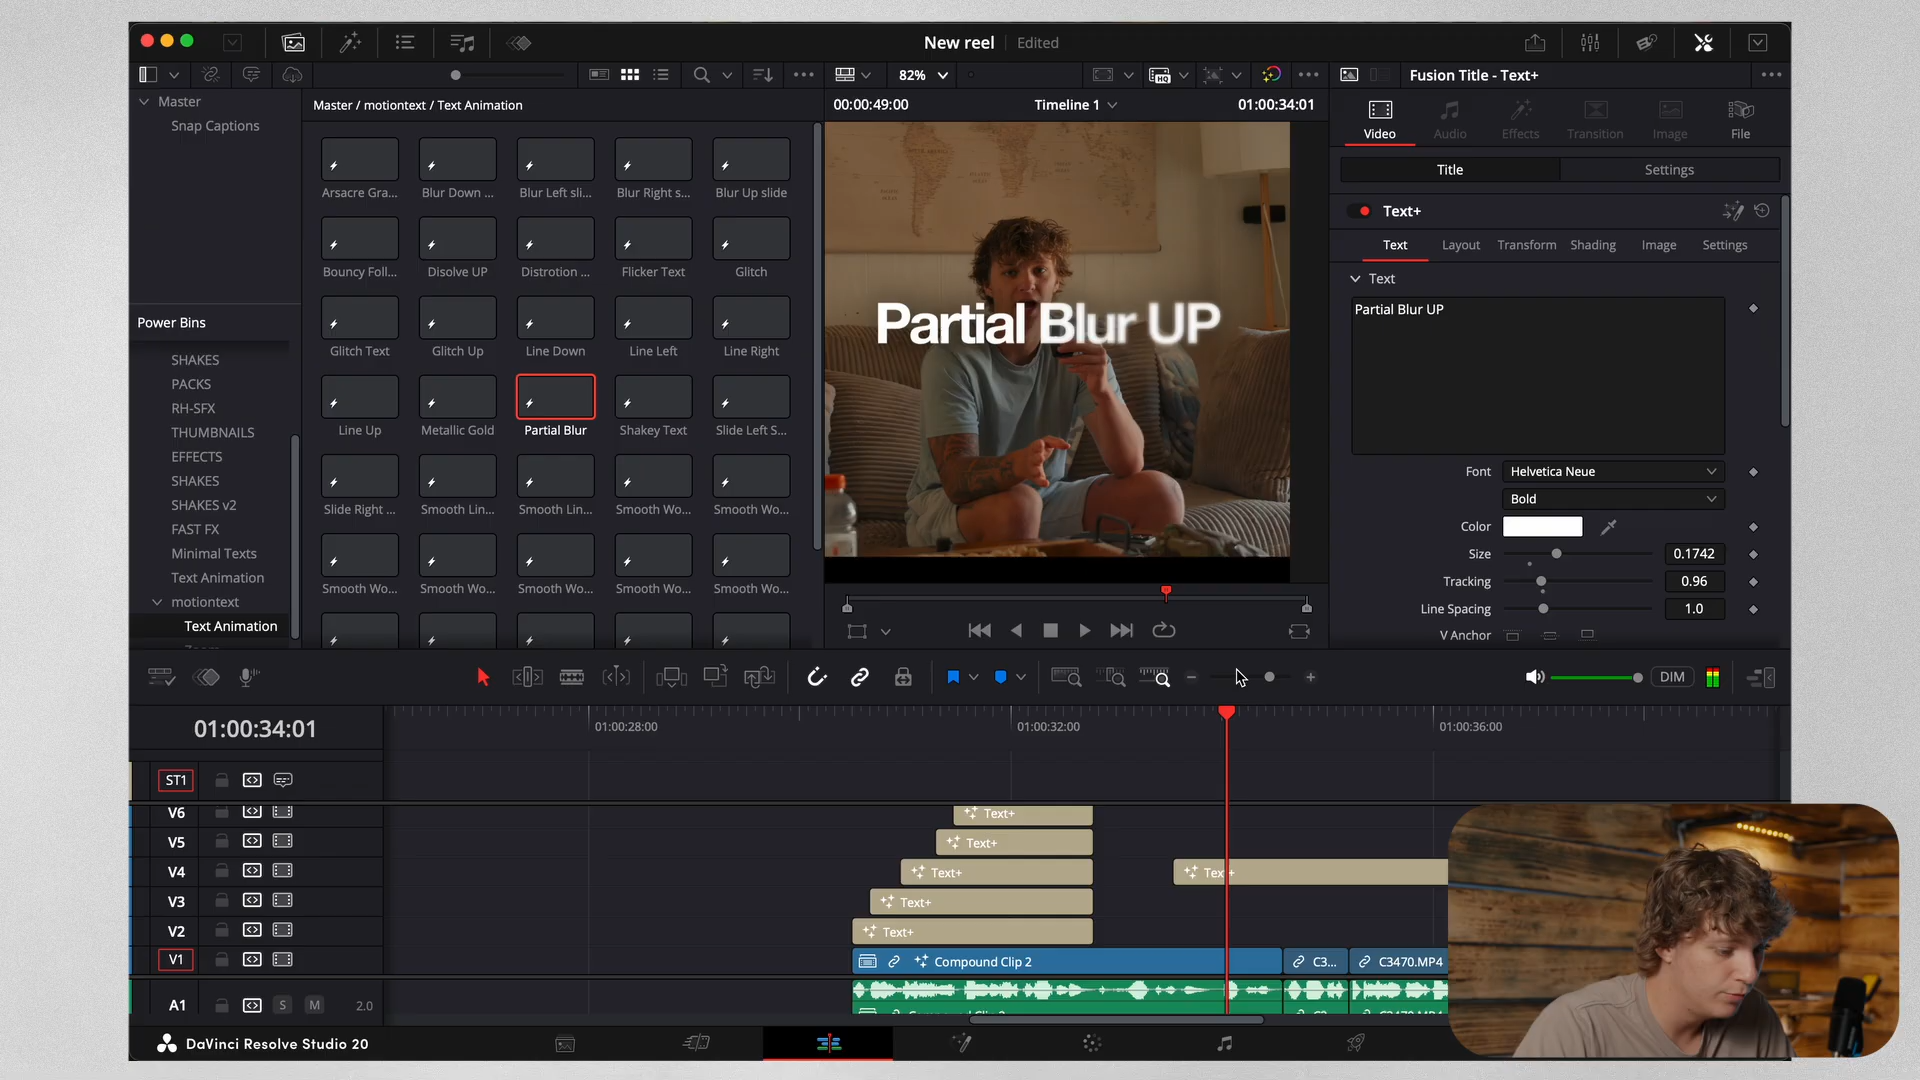 New reel
Edited
82%
Fusion Title - Text+
Master
Snap Captions
Master / motiontext / Text Animation
00:00:49:00
Timeline 1
01:00:34:01
Video
Audio
Effects
Transition
Image
File
Title
Settings
Arsacre Gra...
Blur Down ...
Blur Left sli...
Blur Right s...
Blur Up slide
Bouncy Foll...
Disolve UP
Distrotion ...
Flicker Text
Glitch
Glitch Text
Glitch Up
Line Down
Line Left
Line Right
Line Up
Metallic Gold
Partial Blur
Shakey Text
Slide Left S...
Slide Right ...
Smooth Lin...
Smooth Lin...
Smooth Wo...
Smooth Wo...
Smooth Wo...
Smooth Wo...
Smooth Wo...
Smooth Wo...
Smooth Wo...
Power Bins
SHAKES
PACKS
RH-SFX
THUMBNAILS
EFFECTS
SHAKES
SHAKES v2
FAST FX
Minimal Texts
Text Animation
motiontext
Text Animation
Partial Blur UP
Text+
Text
Layout
Transform
Shading
Image
Settings
Text
Partial Blur UP
Font
Helvetica Neue
Bold
Color
Size
0.1742
Tracking
0.96
Line Spacing
1.0
V Anchor
DIM
01:00:34:01
01:00:28:00
01:00:32:00
01:00:36:00
ST1
V6
Text+
V5
Text+
V4
Text+
Text+
V3
Text+
V2
Text+
V1
Compound Clip 2
C3...
C3470.MP4
A1
S
M
2.0
DaVinci Resolve Studio 20